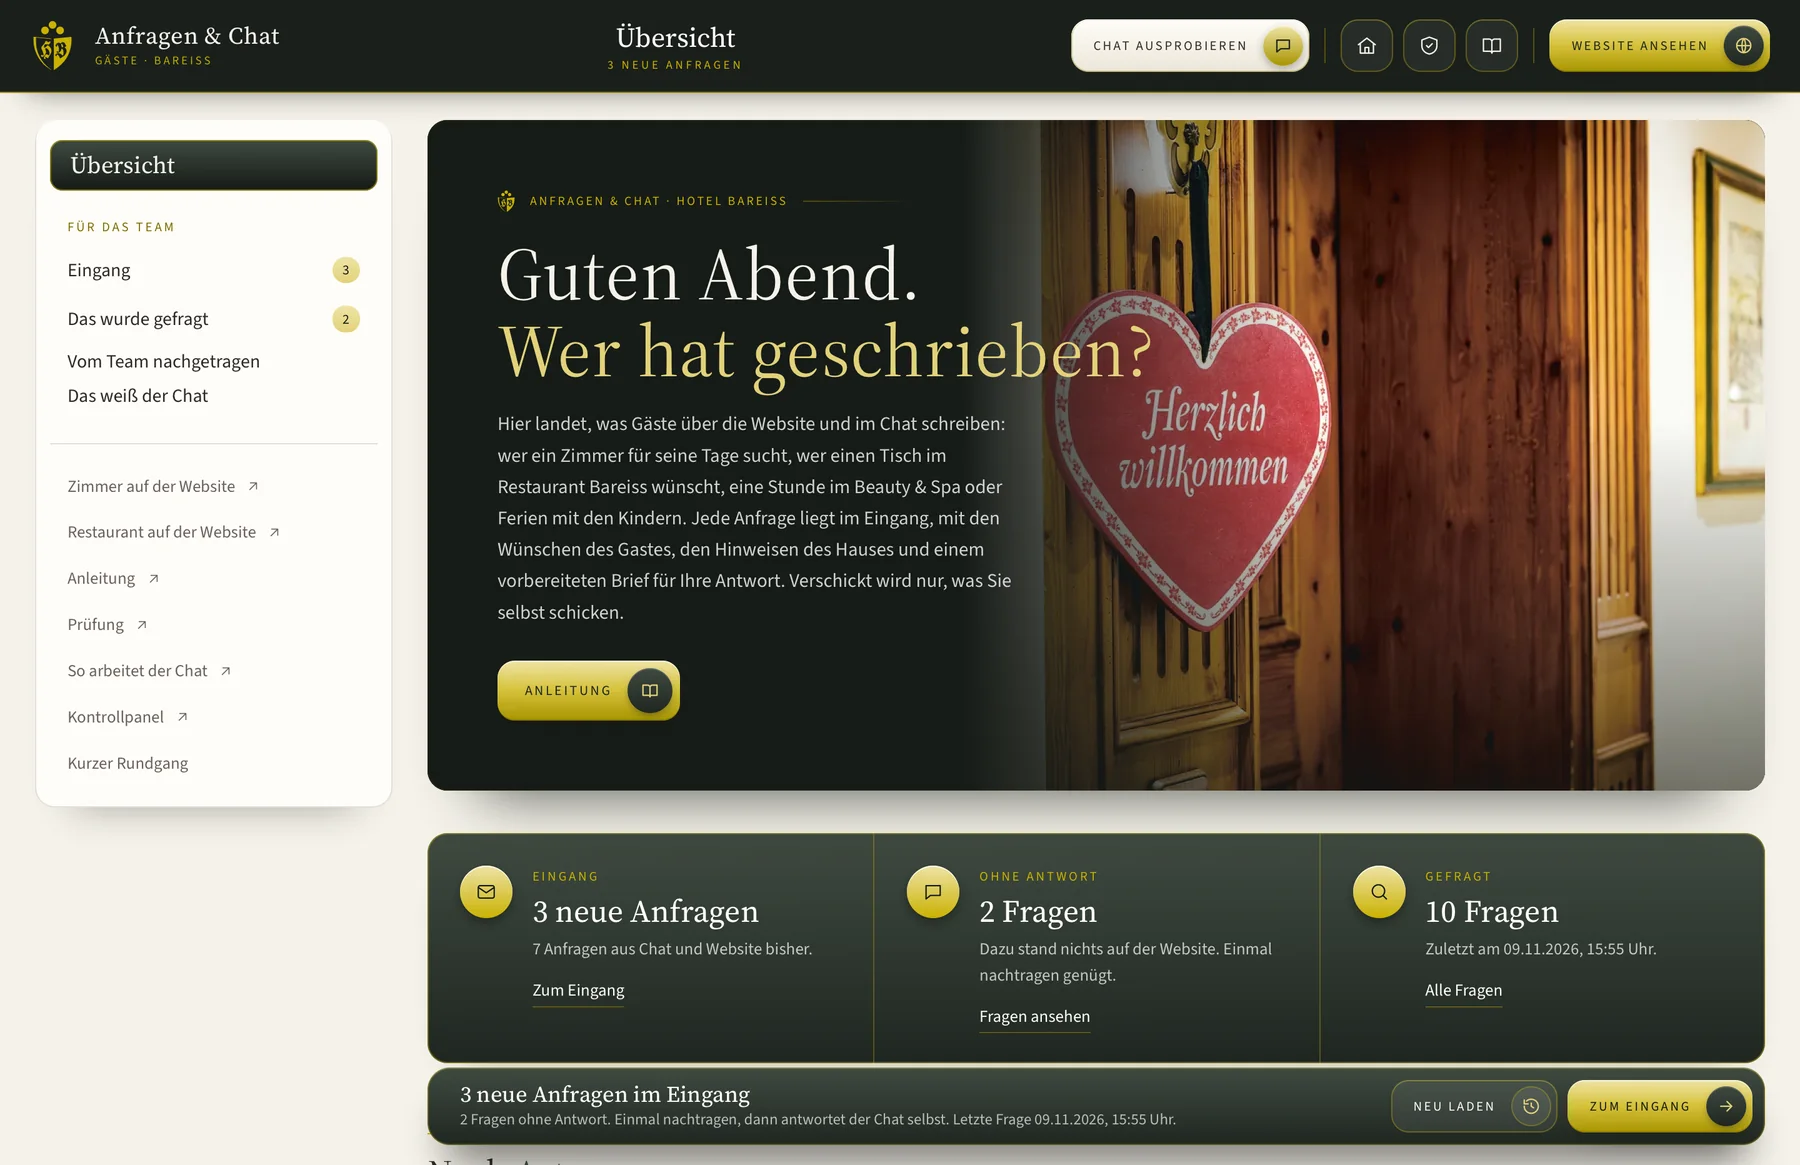 Anfragen & Chat
GÄSTE · BAREISS
Übersicht
3 NEUE ANFRAGEN
CHAT AUSPROBIEREN
WEBSITE ANSEHEN
Übersicht
FÜR DAS TEAM
Eingang 3
Das wurde gefragt 2
Vom Team nachgetragen
Das weiß der Chat
Zimmer auf der Website
Restaurant auf der Website
Anleitung
Prüfung
So arbeitet der Chat
Kontrollpanel
Kurzer Rundgang
ANFRAGEN & CHAT · HOTEL BAREISS
Guten Abend.
Wer hat geschrieben?
Hier landet, was Gäste über die Website und im Chat schreiben:
wer ein Zimmer für seine Tage sucht, wer einen Tisch im
Restaurant Bareiss wünscht, eine Stunde im Beauty & Spa oder
Ferien mit den Kindern. Jede Anfrage liegt im Eingang, mit den
Wünschen des Gastes, den Hinweisen des Hauses und einem
vorbereiteten Brief für Ihre Antwort. Verschickt wird nur, was Sie
selbst schicken.
ANLEITUNG
Herzlich
willkommen
EINGANG
3 neue Anfragen
7 Anfragen aus Chat und Website bisher.
Zum Eingang
OHNE ANTWORT
2 Fragen
Dazu stand nichts auf der Website. Einmal
nachtragen genügt.
Fragen ansehen
GEFRAGT
10 Fragen
Zuletzt am 09.11.2026, 15:55 Uhr.
Alle Fragen
3 neue Anfragen im Eingang
2 Fragen ohne Antwort. Einmal nachtragen, dann antwortet der Chat selbst. Letzte Frage 09.11.2026, 15:55 Uhr.
NEU LADEN
ZUM EINGANG